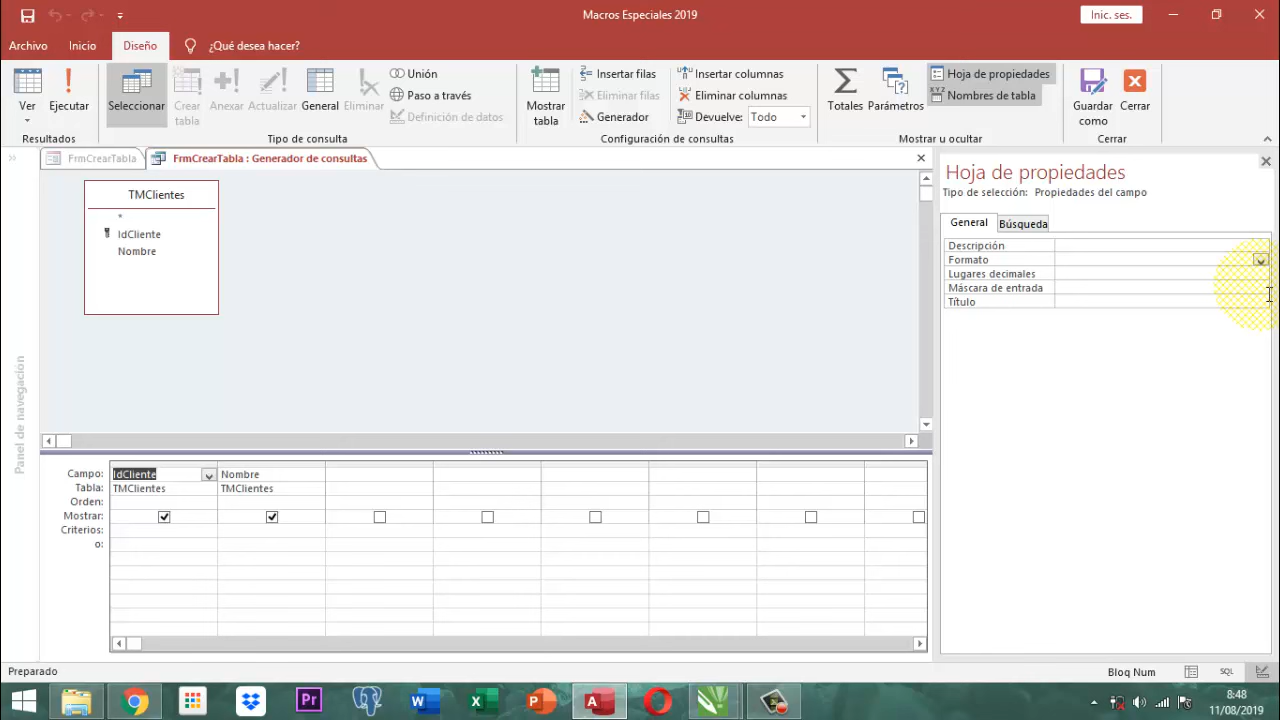 Macros Especiales 2019
Inic. ses.
Archivo
Inicio
Diseño
¿Qué desea hacer?
Ver
Ejecutar
Resultados
Seleccionar
Crear tabla
Anexar
Actualizar
General
Eliminar
Unión
Paso a través
Definición de datos
Tipo de consulta
Mostrar tabla
Insertar filas
Eliminar filas
Generador
Insertar columnas
Eliminar columnas
Devuelve: Todo
Configuración de consultas
Totales
Parámetros
Hoja de propiedades
XYZ Nombres de tabla
Mostrar u ocultar
Guardar como
Cerrar
Cerrar
FrmCrearTabla
FrmCrearTabla : Generador de consultas
Panel de navegación
TMClientes
*
IdCliente
Nombre
Campo: IdCliente Nombre
Tabla: TMClientes TMClientes
Orden:
Mostrar:
Criterios:
o:
Hoja de propiedades
Tipo de selección: Propiedades del campo
General
Búsqueda
Descripción
Formato
Lugares decimales
Máscara de entrada
Título
Preparado
Bloq Num
SQL
Pr
W
X
P
A
8:48
11/08/2019